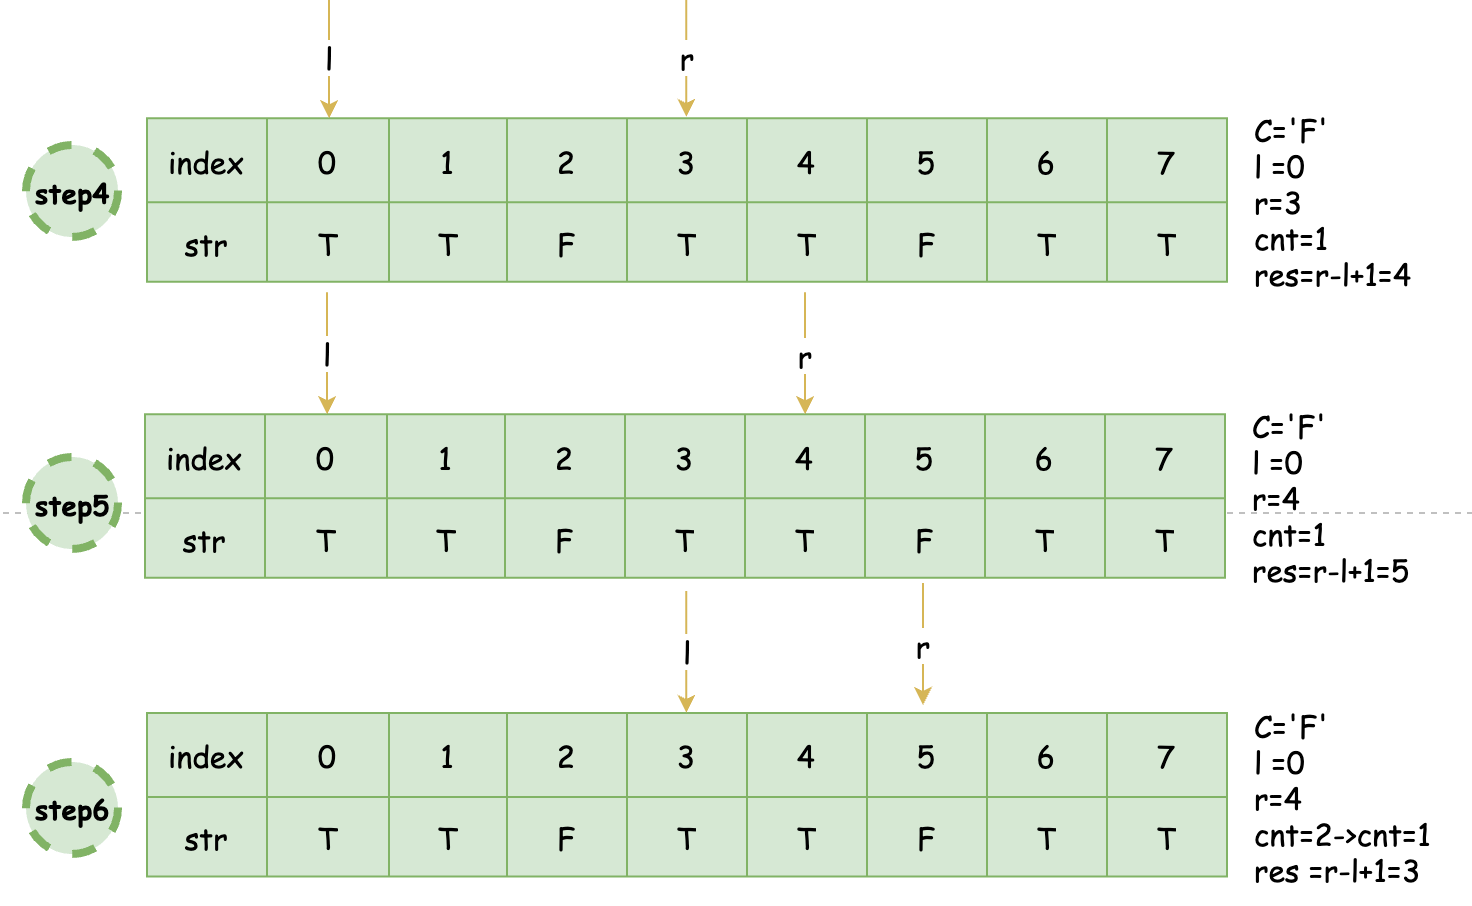 l r
index 0 1 2 3 4 5 6 7
step4
str T T F T T F T T
C='F'
l =0
r=3
cnt=1
res=r-l+1=4
l r
index 0 1 2 3 4 5 6 7
step5
str T T F T T F T T
C='F'
l =0
r=4
cnt=1
res=r-l+1=5
l r
index 0 1 2 3 4 5 6 7
step6
str T T F T T F T T
C='F'
l =0
r=4
cnt=2->cnt=1
res =r-l+1=3